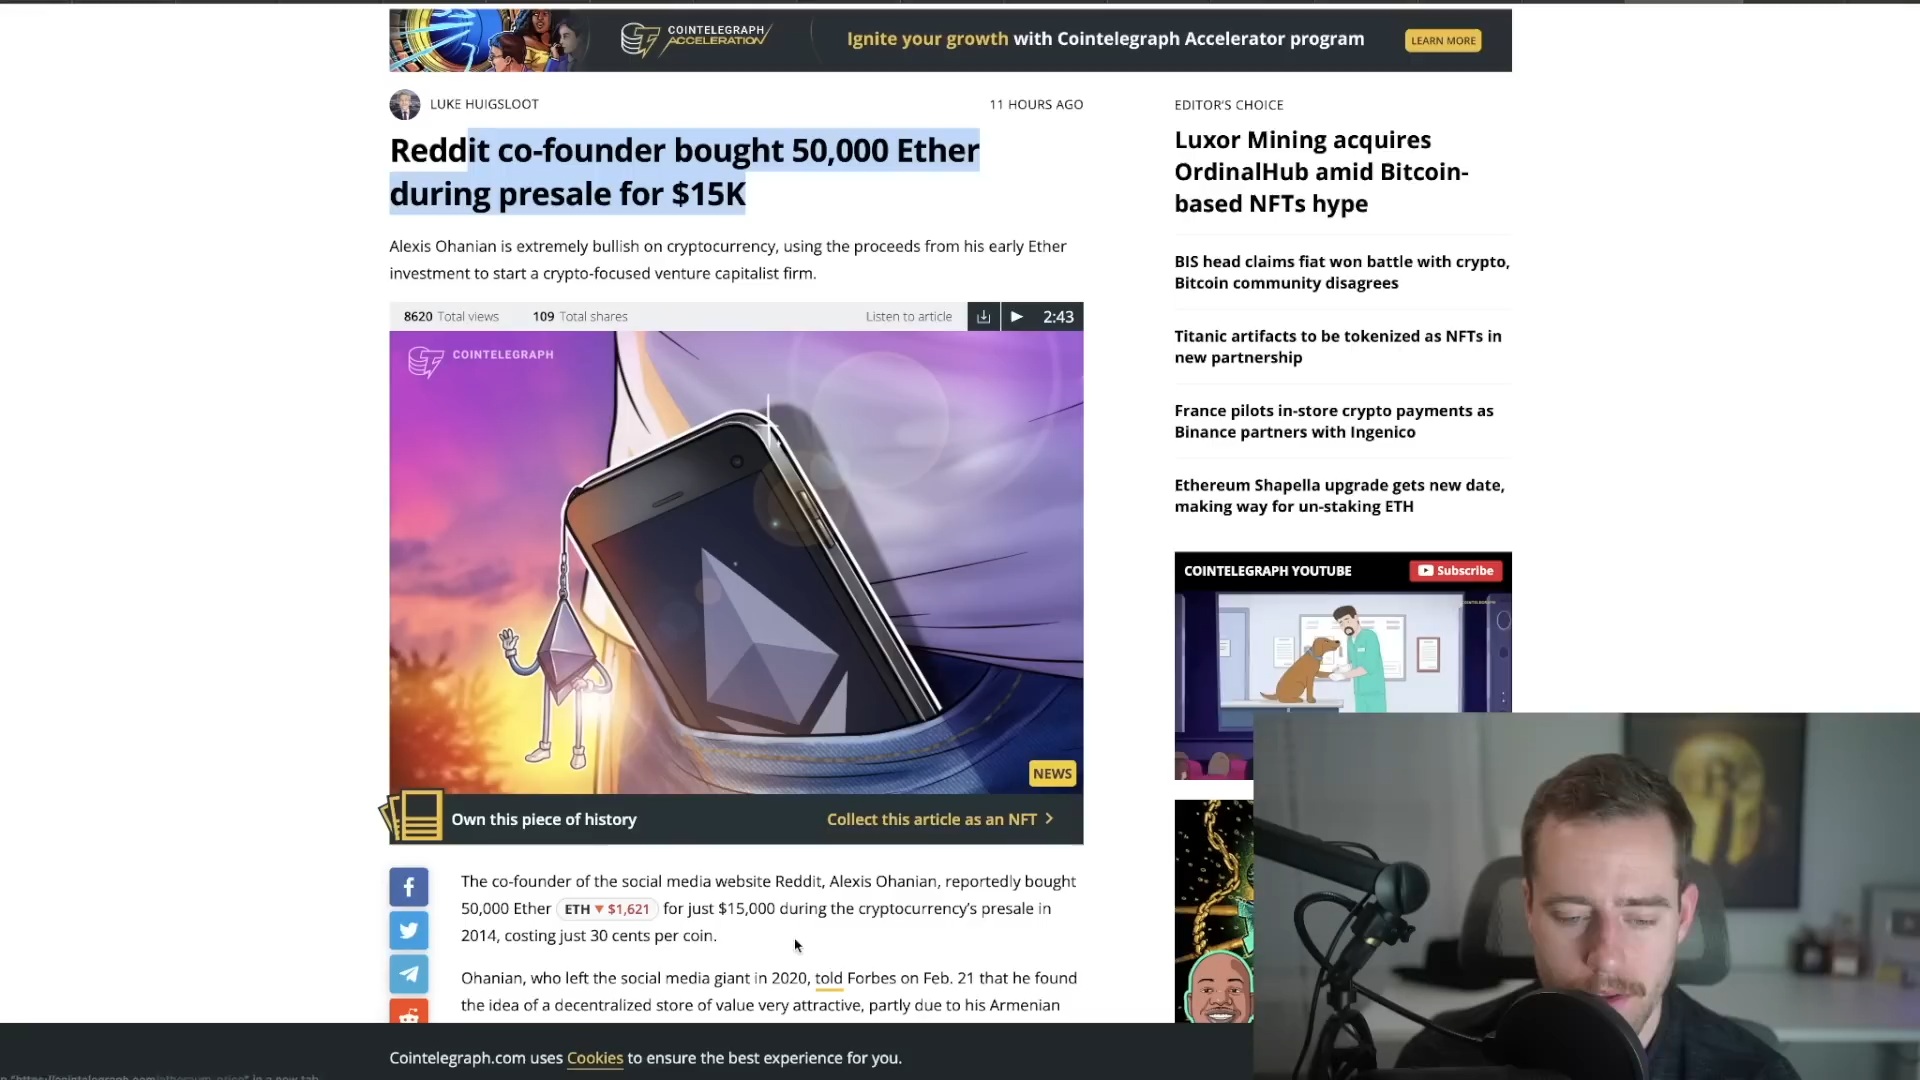 COINTELEGRAPH
ACCELERATION
Ignite your growth with Cointelegraph Accelerator program
LEARN MORE
LUKE HUIGSLOOT
11 HOURS AGO
Reddit co-founder bought 50,000 Ether
during presale for $15K
Alexis Ohanian is extremely bullish on cryptocurrency, using the proceeds from his early Ether
investment to start a crypto-focused venture capitalist firm.
8620 Total views
109 Total shares
Listen to article
2:43
COINTELEGRAPH
NEWS
Own this piece of history
Collect this article as an NFT
The co-founder of the social media website Reddit, Alexis Ohanian, reportedly bought
50,000 Ether ETH ▼ $1,621 for just $15,000 during the cryptocurrency's presale in
2014, costing just 30 cents per coin.
Ohanian, who left the social media giant in 2020, told Forbes on Feb. 21 that he found
the idea of a decentralized store of value very attractive, partly due to his Armenian
EDITOR'S CHOICE
Luxor Mining acquires
OrdinalHub amid Bitcoin-
based NFTs hype
BIS head claims fiat won battle with crypto,
Bitcoin community disagrees
Titanic artifacts to be tokenized as NFTs in
new partnership
France pilots in-store crypto payments as
Binance partners with Ingenico
Ethereum Shapella upgrade gets new date,
making way for un-staking ETH
COINTELEGRAPH YOUTUBE
Subscribe
Cointelegraph.com uses Cookies to ensure the best experience for you.